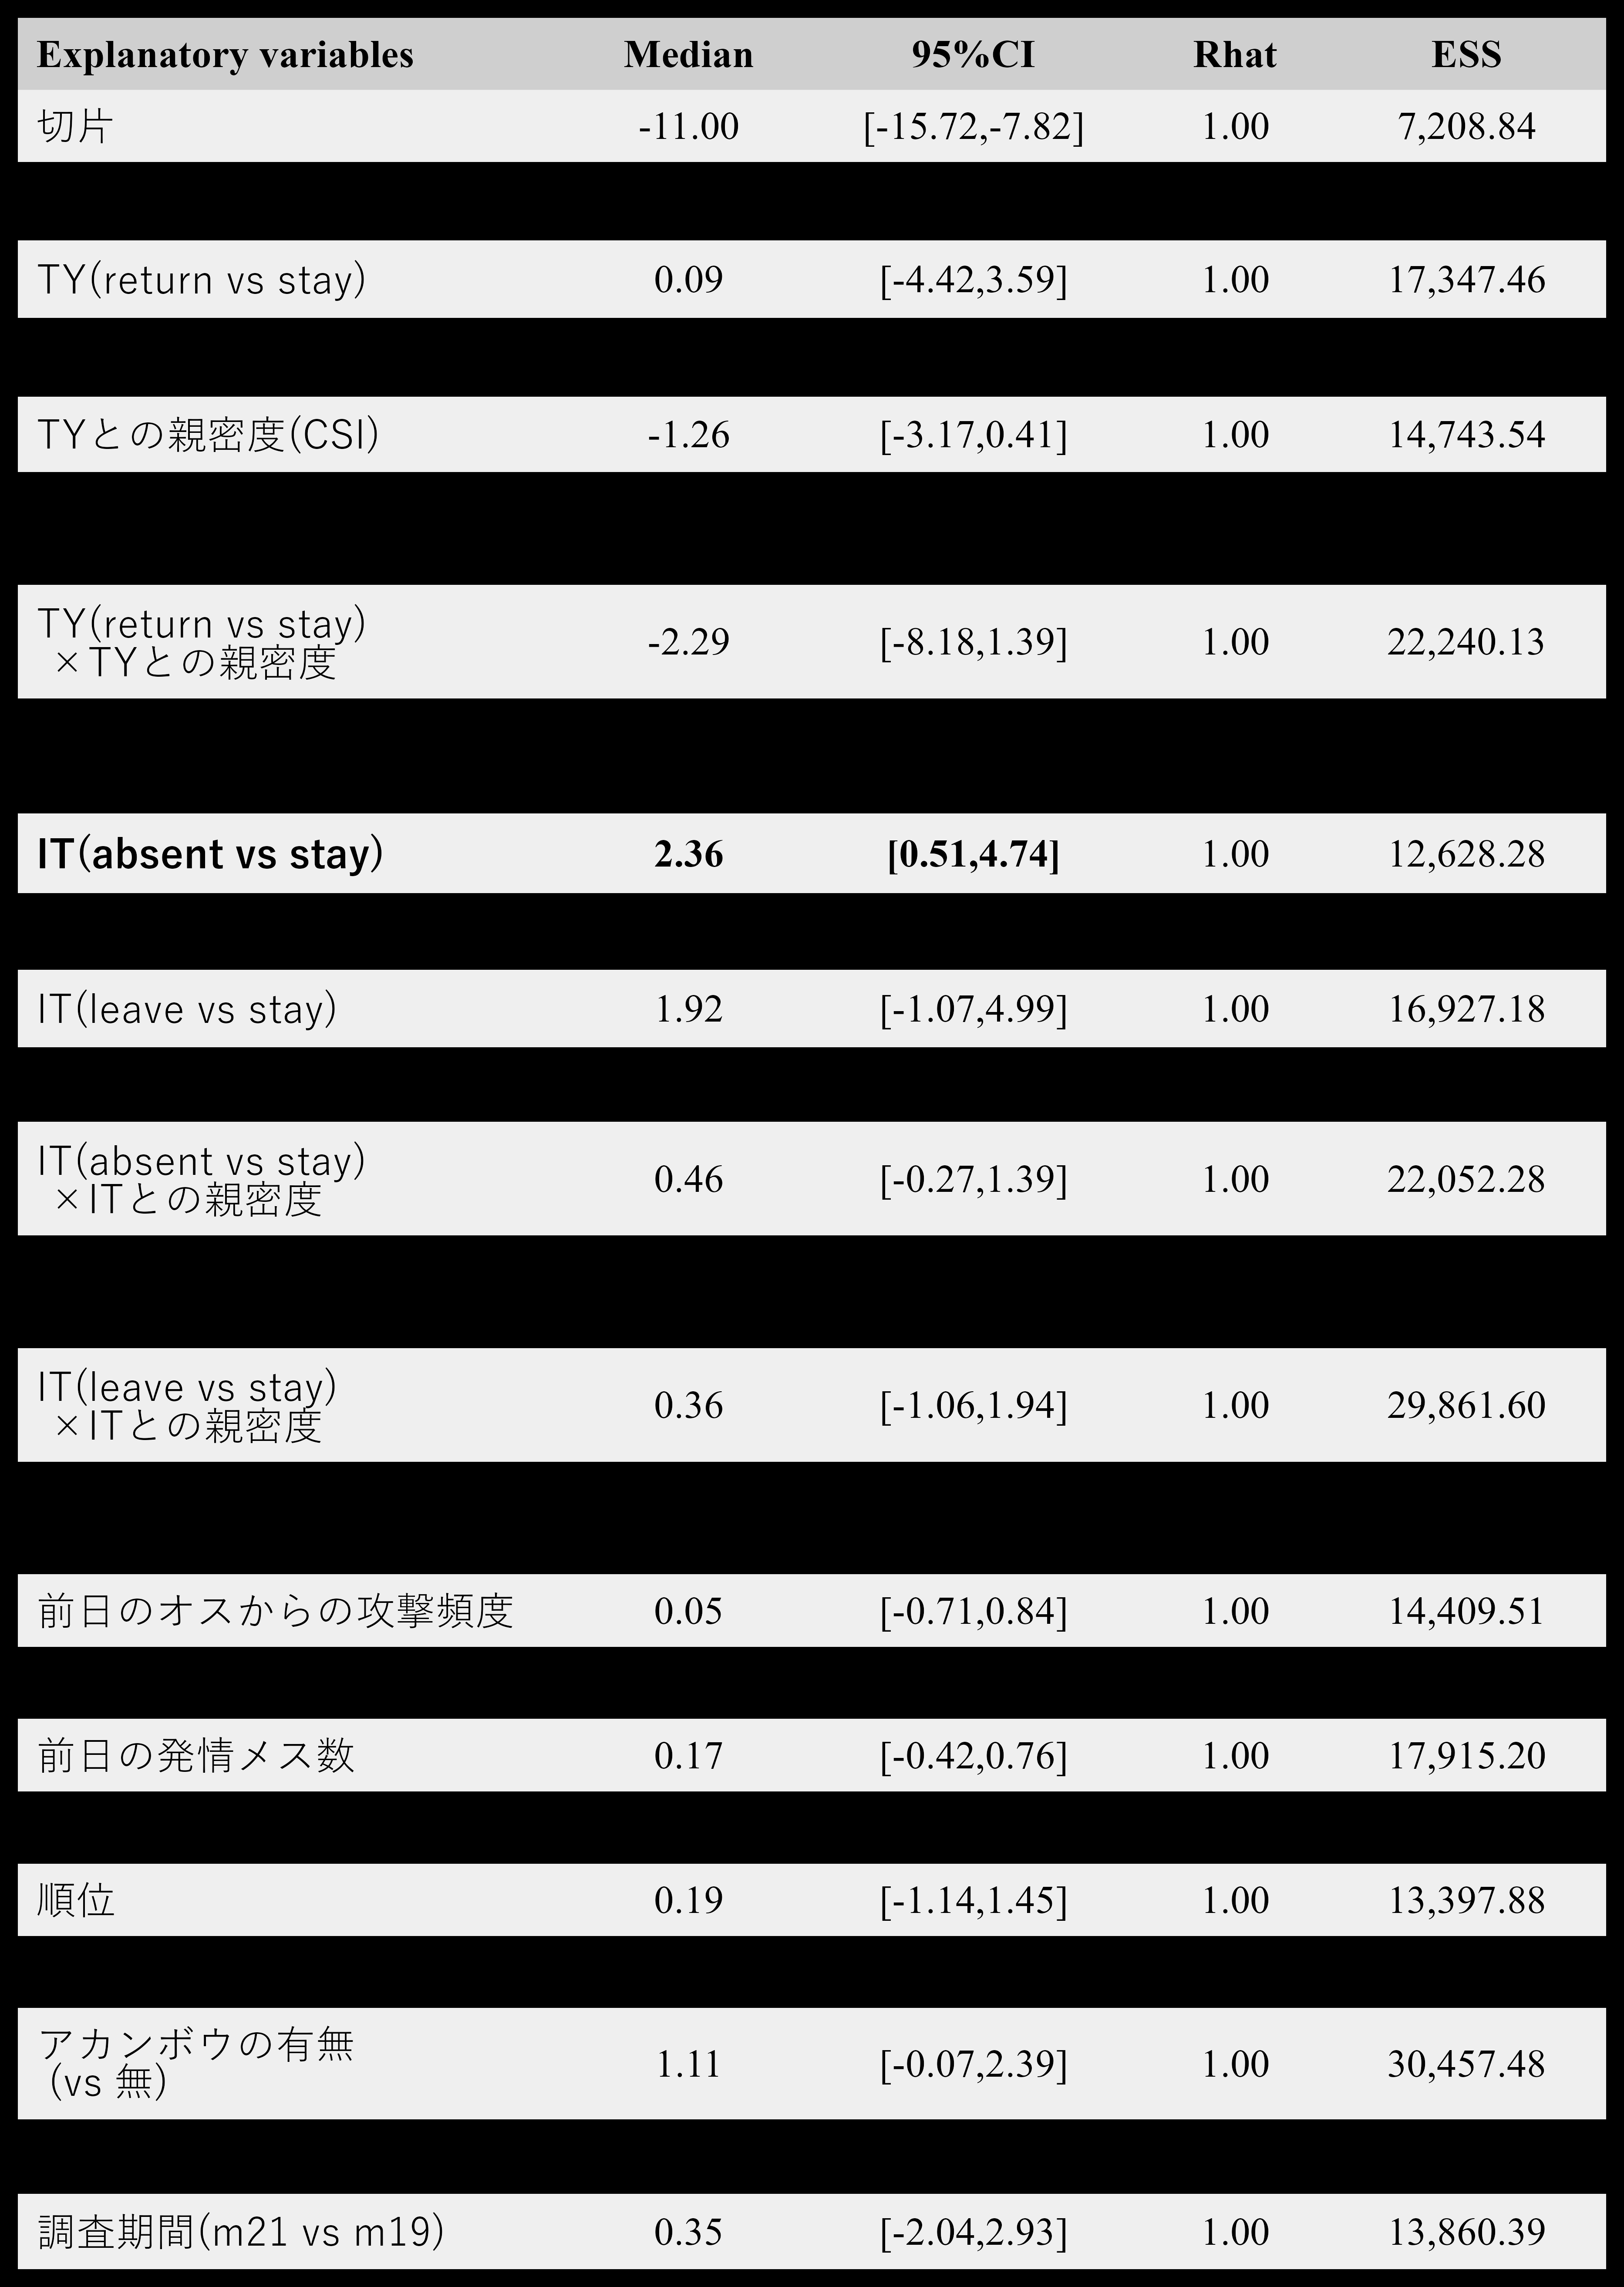 Explanatory variables Median 95%CI Rhat ESS
切片 -11.00 [-15.72,-7.82] 1.00 7,208.84
TY(return vs stay) 0.09 [-4.42,3.59] 1.00 17,347.46
TYとの親密度(CSI) -1.26 [-3.17,0.41] 1.00 14,743.54
TY(return vs stay)
×TYとの親密度 -2.29 [-8.18,1.39] 1.00 22,240.13
IT(absent vs stay) 2.36 [0.51,4.74] 1.00 12,628.28
IT(leave vs stay) 1.92 [-1.07,4.99] 1.00 16,927.18
IT(absent vs stay)
×ITとの親密度 0.46 [-0.27,1.39] 1.00 22,052.28
IT(leave vs stay)
×ITとの親密度 0.36 [-1.06,1.94] 1.00 29,861.60
前日のオスからの攻撃頻度 0.05 [-0.71,0.84] 1.00 14,409.51
前日の発情メス数 0.17 [-0.42,0.76] 1.00 17,915.20
順位 0.19 [-1.14,1.45] 1.00 13,397.88
アカンボウの有無
(vs 無) 1.11 [-0.07,2.39] 1.00 30,457.48
調査期間(m21 vs m19) 0.35 [-2.04,2.93] 1.00 13,860.39